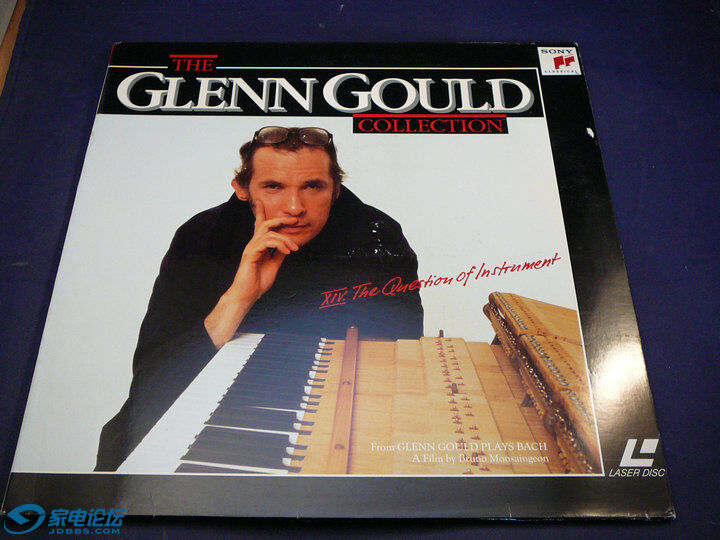 THE
GLENN GOULD
COLLECTION
SONY
CLASSICAL
XIV. The Question of Instrument
From GLENN GOULD PLAYS BACH
A Film by Bruno Monsaingeon
LASER DISC
家电论坛
JDBBS.COM